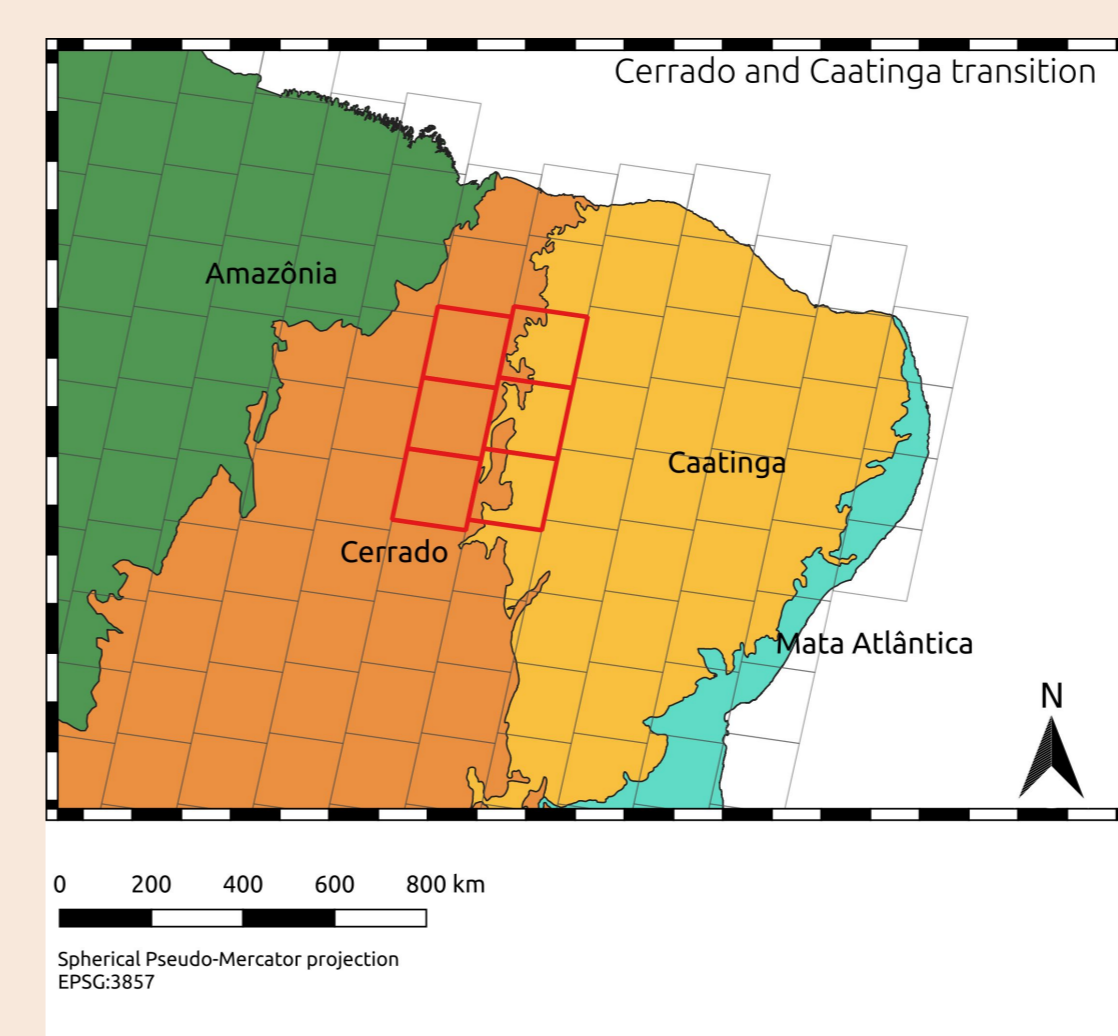 Cerrado and Caatinga transition
Amazônia
Caatinga
Cerrado
Mata Atlântica
N
0 200 400 600 800 km
Spherical Pseudo-Mercator projection
EPSG:3857